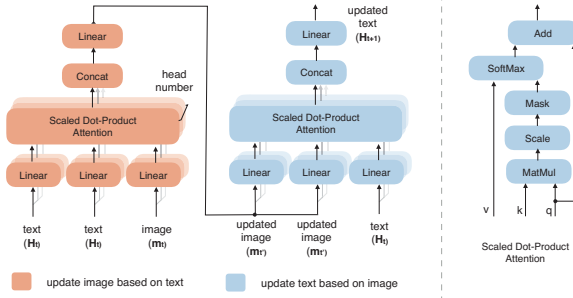 Linear
Concat
head
number
Scaled Dot-Product
Attention
Linear
Linear
Linear
text
(Ht)
text
(Ht)
image
(mt)
update image based on text
updated
text
(Ht+1)
Linear
Concat
Scaled Dot-Product
Attention
Linear
Linear
Linear
updated
image
(mt')
updated
image
(mt')
text
(Ht)
update text based on image
Add
SoftMax
Mask
Scale
MatMul
v
k
q
Scaled Dot-Product
Attention